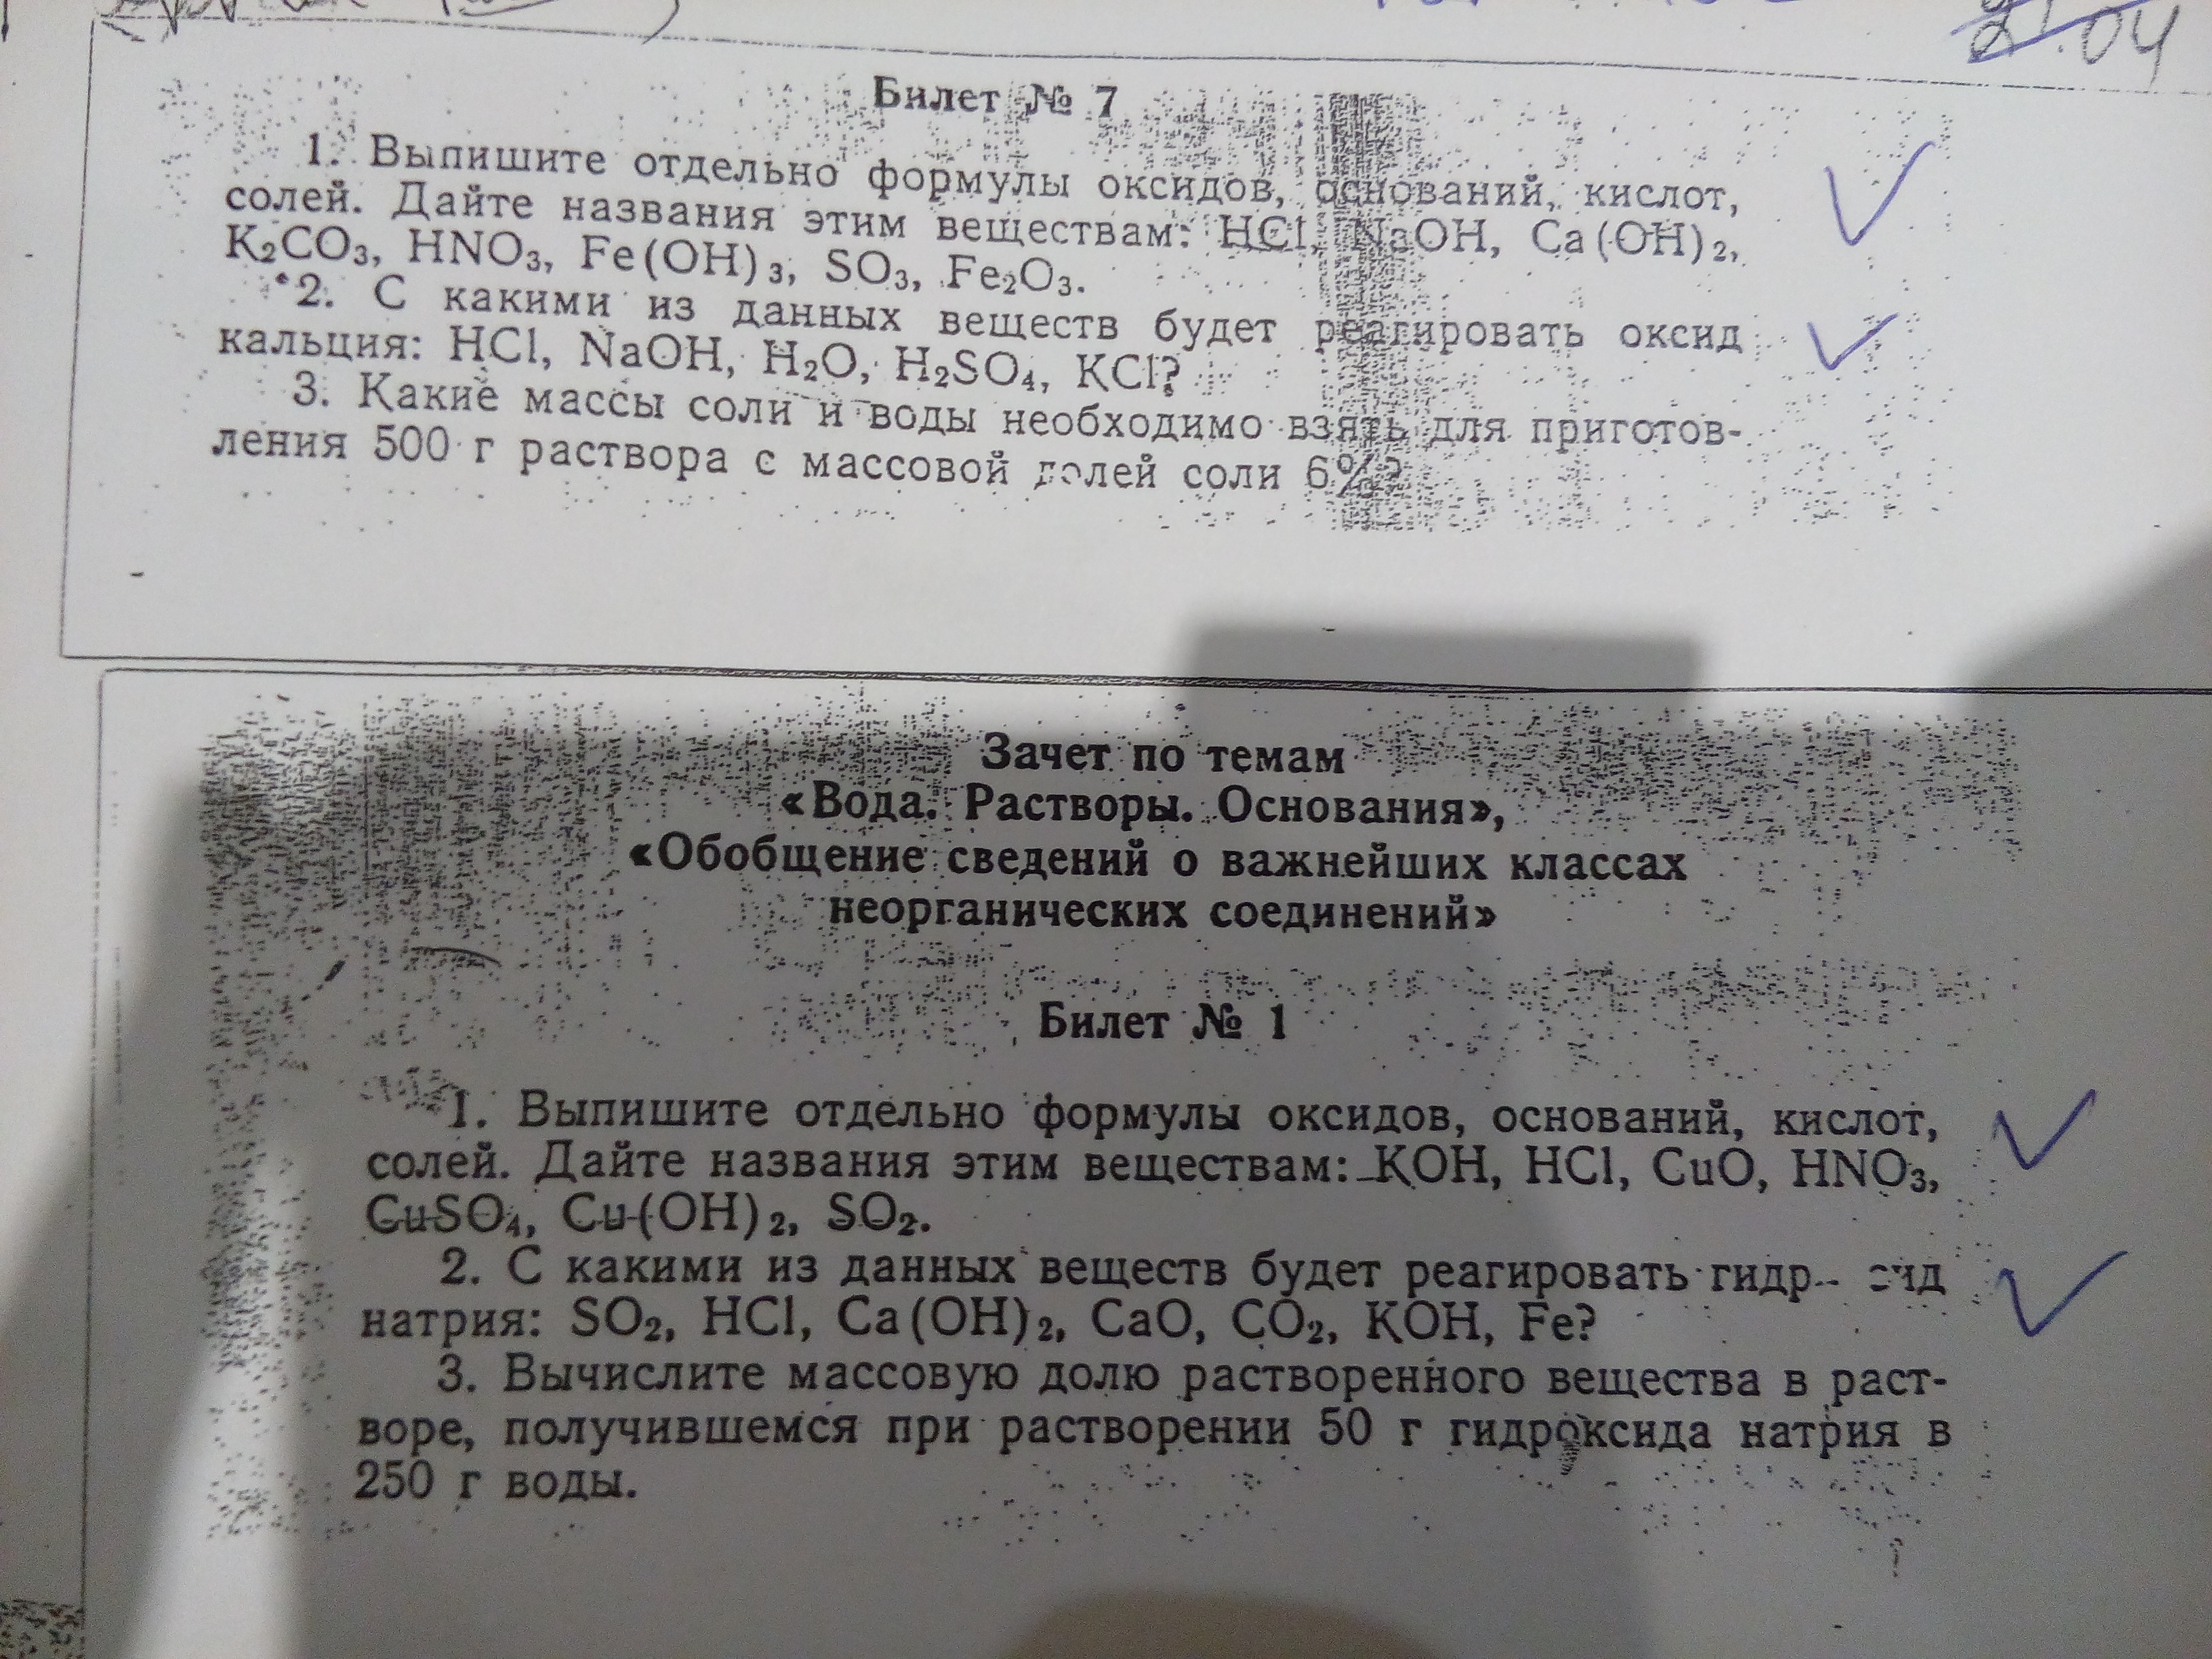 04
Билет № 7
1. Выпишите отдельно формулы оксидов, оснований, кислот,
солей. Дайте названия этим веществам: HCl, NaOH, Ca(OH)₂,
K₂CO₃, HNO₃, Fe(OH)₃, SO₃, Fe₂O₃.
2. С какими из данных веществ будет реагировать оксид
кальция: HCl, NaOH, H₂O, H₂SO₄, KCl?
3. Какие массы соли и воды необходимо взять для приготов-
ления 500 г раствора с массовой долей соли 6%?
Зачет по темам
«Вода. Растворы. Основания»,
«Обобщение сведений о важнейших классах
неорганических соединений»
Билет № 1
1. Выпишите отдельно формулы оксидов, оснований, кислот,
солей. Дайте названия этим веществам: KOH, HCl, CuO, HNO₃,
CuSO₄, Cu(OH)₂, SO₂.
2. С какими из данных веществ будет реагировать
натрия: SO₂, HCl, Ca(OH)₂, CaO, CO₂, KOH, Fe?
3. Вычислите массовую долю растворенного вещества в раст-
воре, получившемся при растворении 50 г гидроксида натрия в
250 г воды.